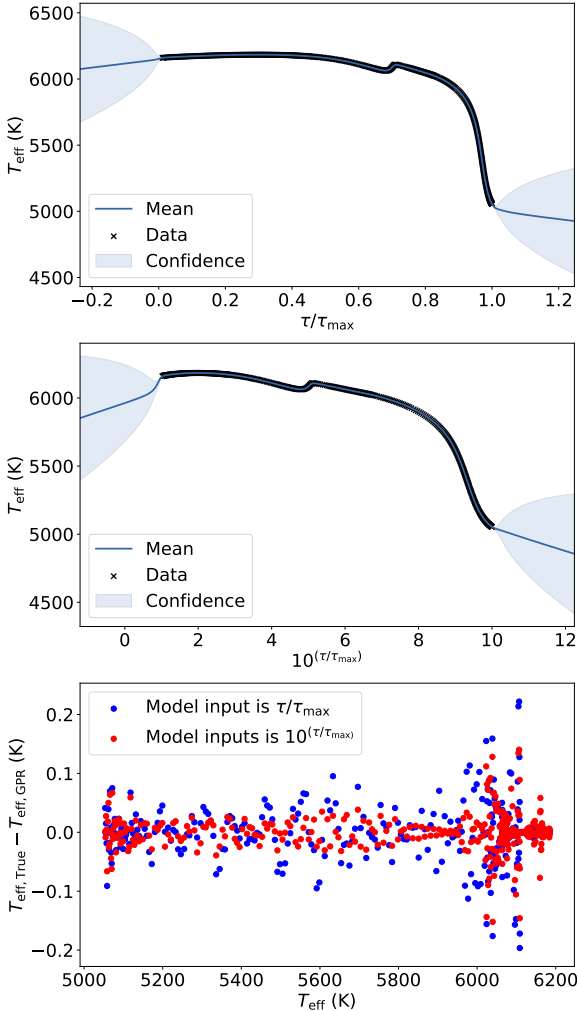 6500
6000
5500
5000
4500
T_eff (K)
Mean
Data
Confidence
−0.2 0.0 0.2 0.4 0.6 0.8 1.0 1.2
τ/τ_max
6000
5500
5000
4500
T_eff (K)
Mean
Data
Confidence
0 2 4 6 8 10 12
10^(τ/τ_max)
0.2
0.1
0.0
−0.1
−0.2
T_eff, True − T_eff, GPR (K)
Model input is τ/τ_max
Model inputs is 10^(τ/τ_max)
5000 5200 5400 5600 5800 6000 6200
T_eff (K)